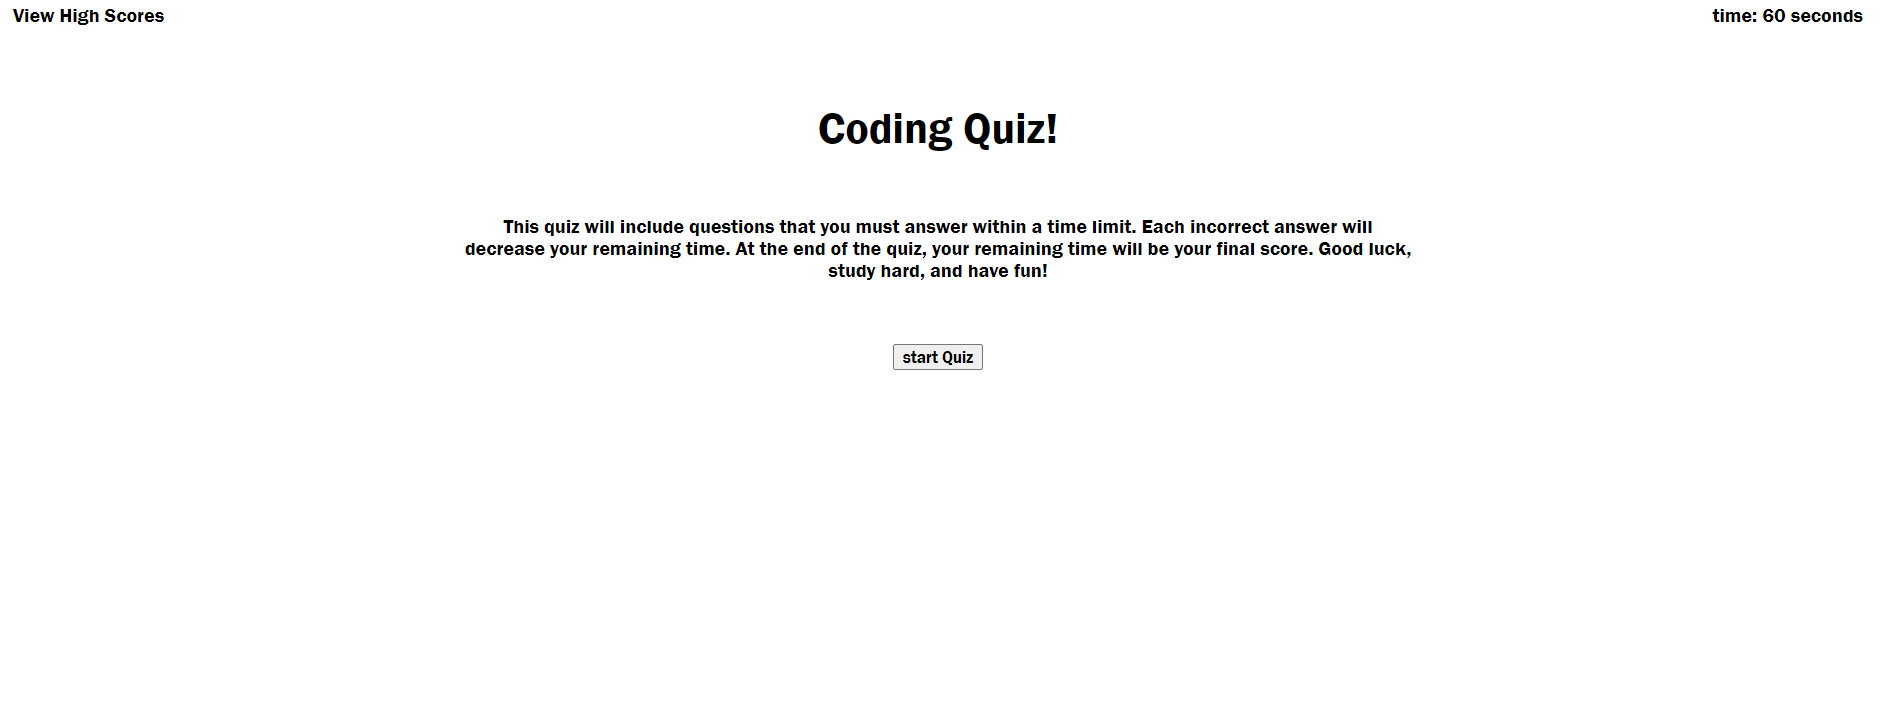 View High Scores
time: 60 seconds
Coding Quiz!
This quiz will include questions that you must answer within a time limit. Each incorrect answer will
decrease your remaining time. At the end of the quiz, your remaining time will be your final score. Good luck,
study hard, and have fun!
start Quiz